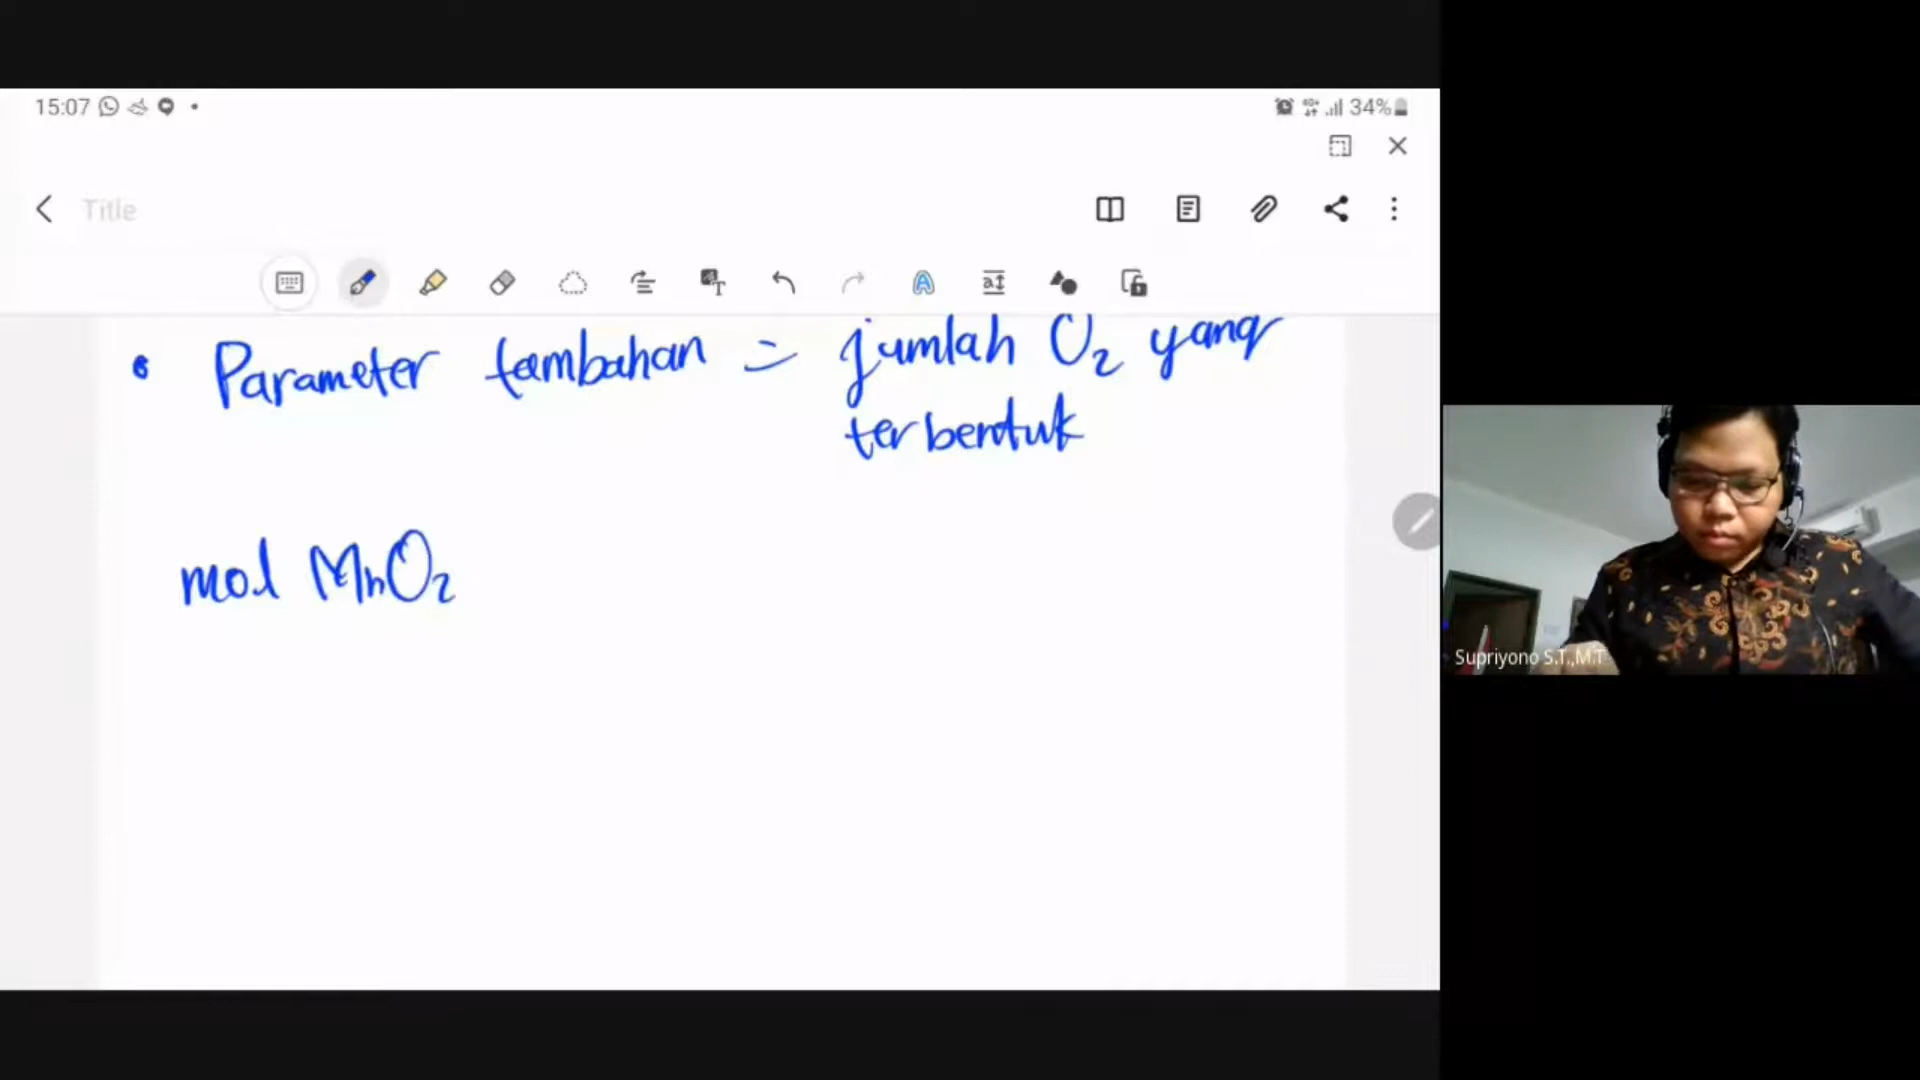 15:07
34%
Title
• Parameter tambahan = jumlah O₂ yang
terbentuk
mol MnO₂
Supriyono S.T.,M.T